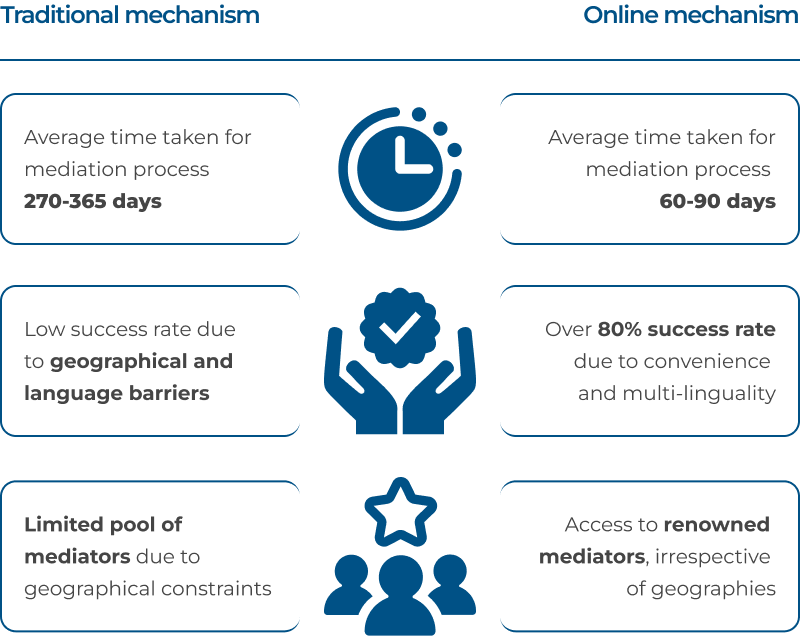 Traditional mechanism
Online mechanism
Average time taken for
mediation process
270-365 days
Average time taken for
mediation process
60-90 days
Low success rate due
to geographical and
language barriers
Over 80% success rate
due to convenience
and multi-linguality
Limited pool of
mediators due to
geographical constraints
Access to renowned
mediators, irrespective
of geographies